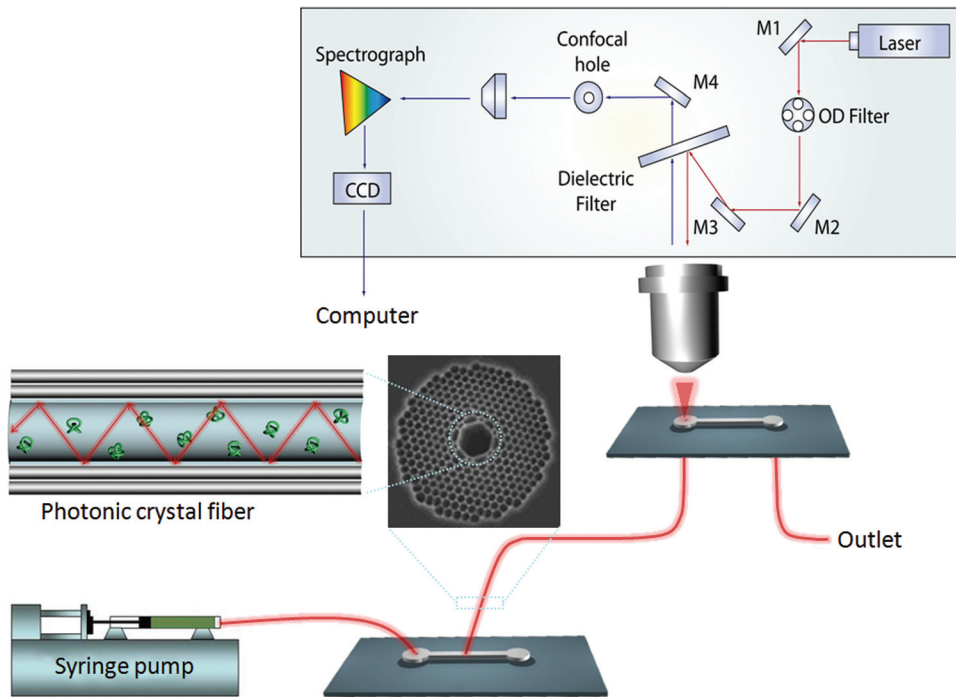 M1
Laser
Spectrograph
Confocal
hole
M4
OD Filter
CCD
Dielectric
Filter
M3
M2
Computer
Photonic crystal fiber
Outlet
Syringe pump